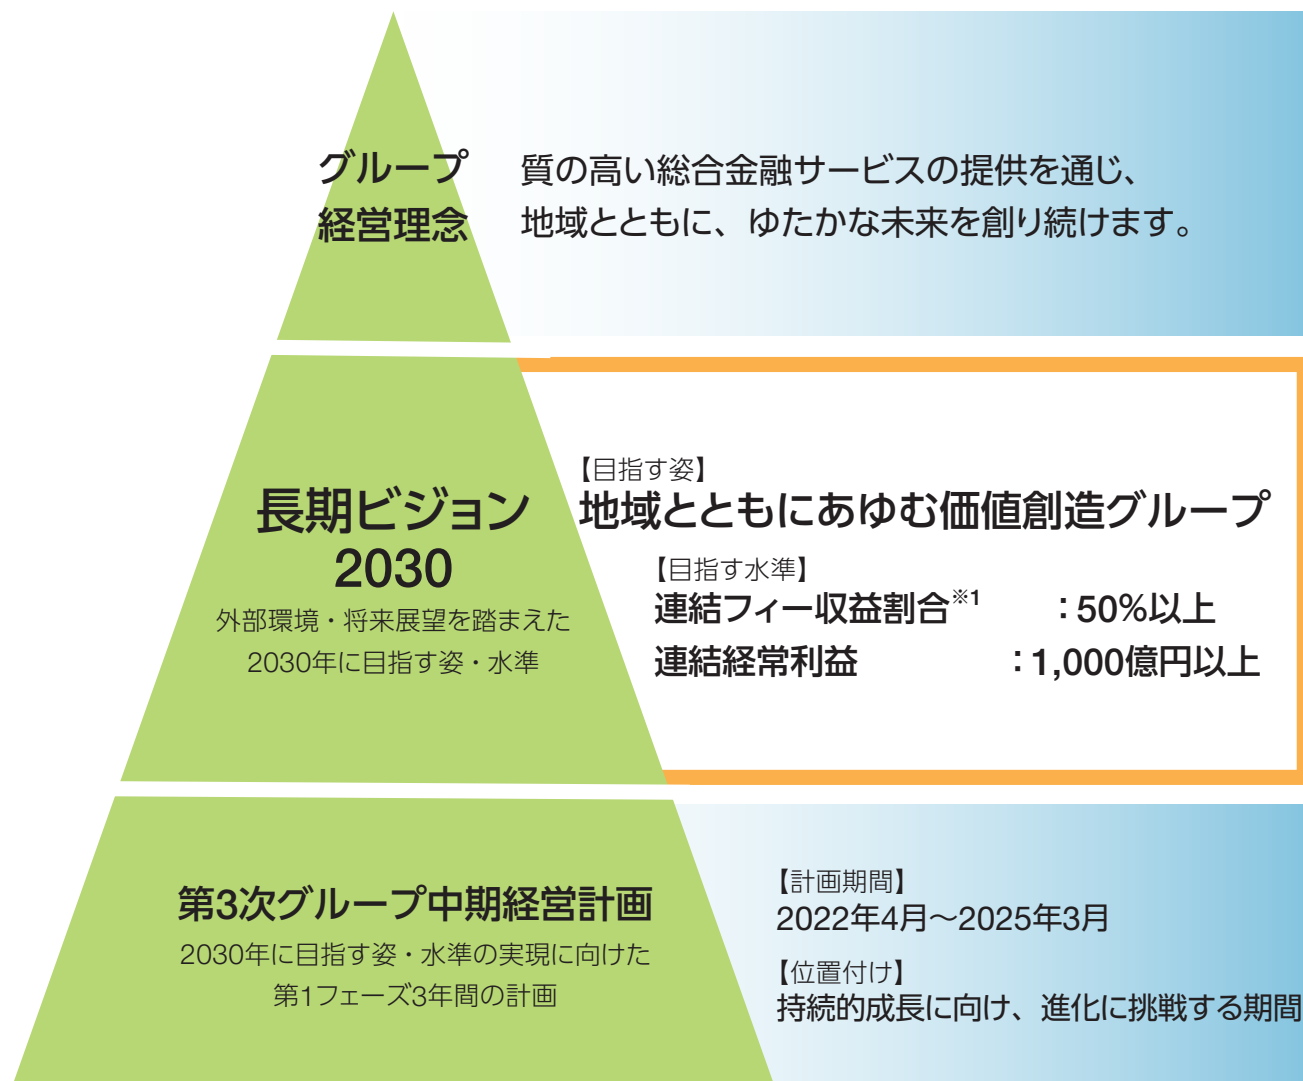 グループ
経営理念
質の高い総合金融サービスの提供を通じ、
地域とともに、ゆたかな未来を創り続けます。
長期ビジョン
2030
外部環境・将来展望を踏まえた
2030年に目指す姿・水準
【目指す姿】
地域とともにあゆむ価値創造グループ
【目指す水準】
連結フィー収益割合※1 ：50%以上
連結経常利益 ：1,000億円以上
第3次グループ中期経営計画
2030年に目指す姿・水準の実現に向けた
第1フェーズ3年間の計画
【計画期間】
2022年4月～2025年3月
【位置付け】
持続的成長に向け、進化に挑戦する期間